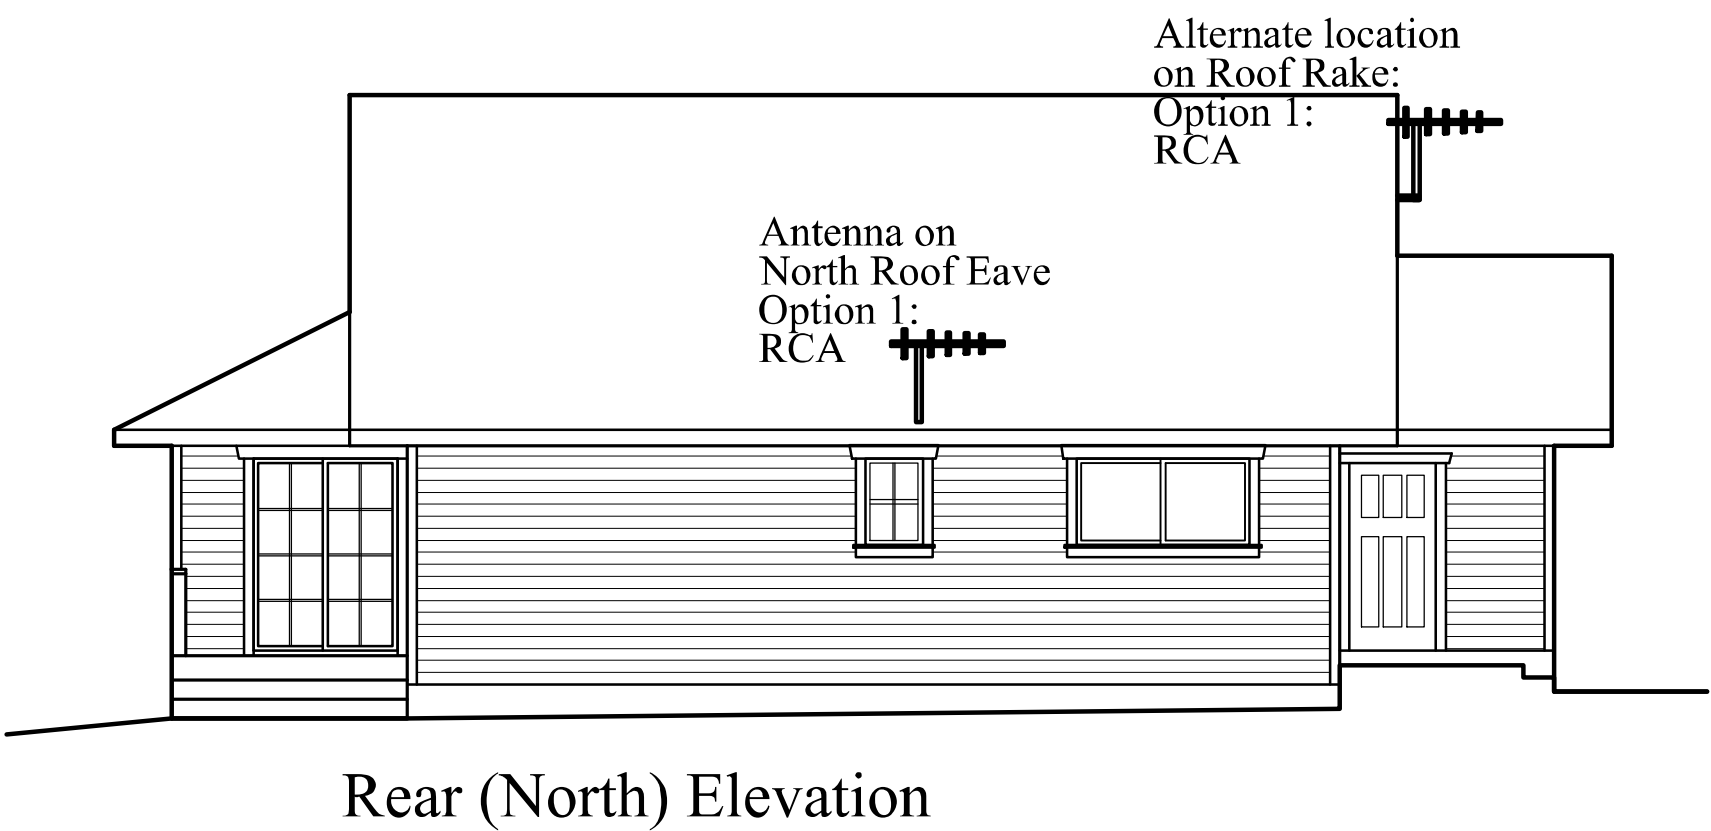 Alternate location
on Roof Rake:
Option 1:
RCA
Antenna on
North Roof Eave
Option 1:
RCA
Rear (North) Elevation